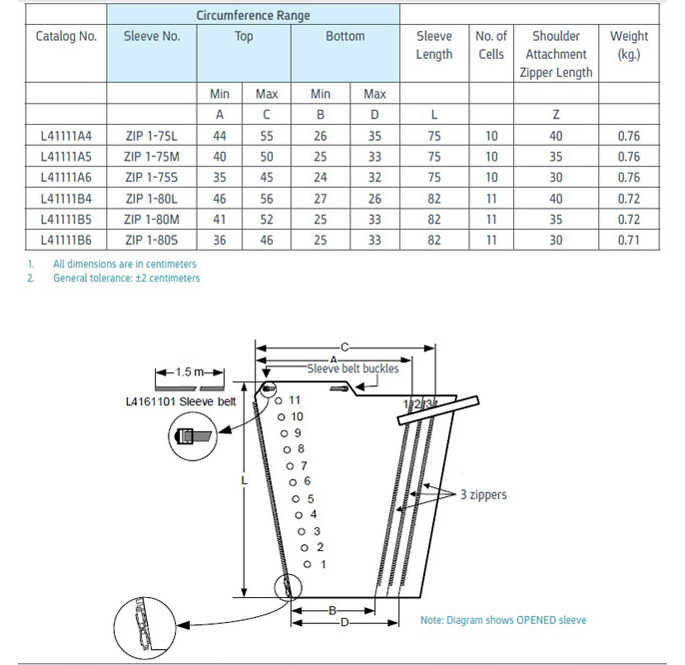 Circumference Range
Catalog No. Sleeve No. Top Bottom Sleeve Length No. of Cells Shoulder Attachment Zipper Length Weight (kg.)
Min Max Min Max
A C B D L Z
L41111A4 ZIP 1-75L 44 55 26 35 75 10 40 0.76
L41111A5 ZIP 1-75M 40 50 25 33 75 10 35 0.76
L41111A6 ZIP 1-75S 35 45 24 32 75 10 30 0.76
L41111B4 ZIP 1-80L 46 56 27 26 82 11 40 0.72
L41111B5 ZIP 1-80M 41 52 25 33 82 11 35 0.72
L41111B6 ZIP 1-80S 36 46 25 33 82 11 30 0.71
1. All dimensions are in centimeters
2. General tolerance: ±2 centimeters
C
A
1.5 m
Sleeve belt buckles
L4161101 Sleeve belt
11
10
9
8
7
6
5
4
3
2
1
L
3 zippers
B
D
Note: Diagram shows OPENED sleeve